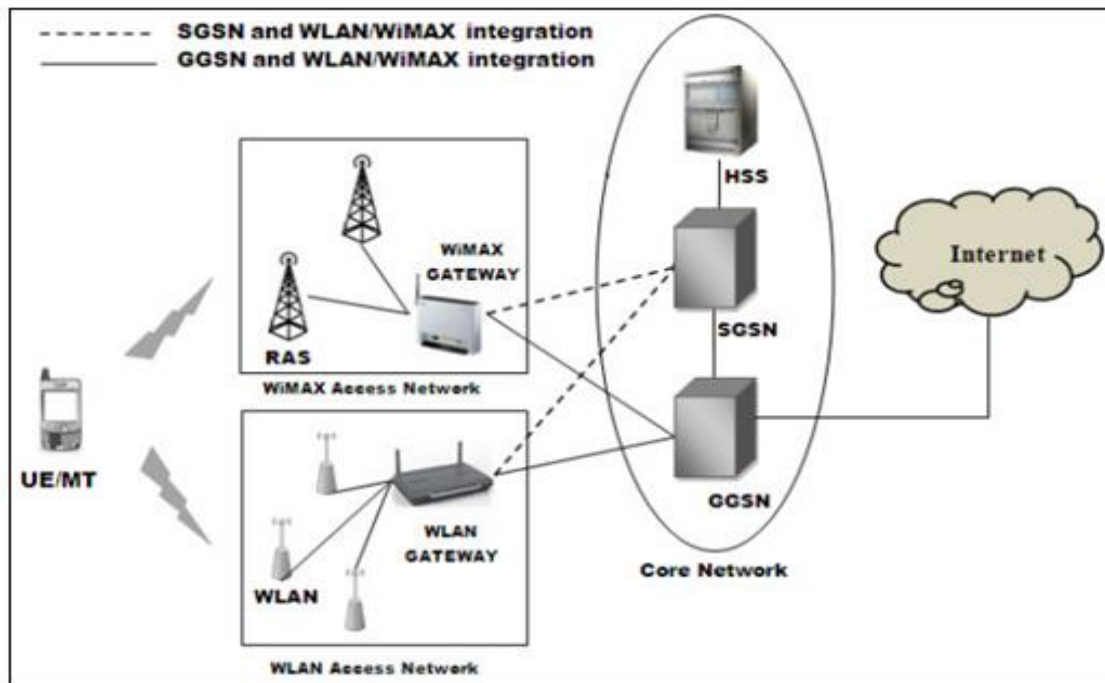 SGSN and WLAN/WiMAX integration
GGSN and WLAN/WiMAX integration
HSS
WiMAX
GATEWAY
Internet
SGSN
RAS
WiMAX Access Network
UE/MT
GGSN
WLAN
GATEWAY
Core Network
WLAN
WLAN Access Network